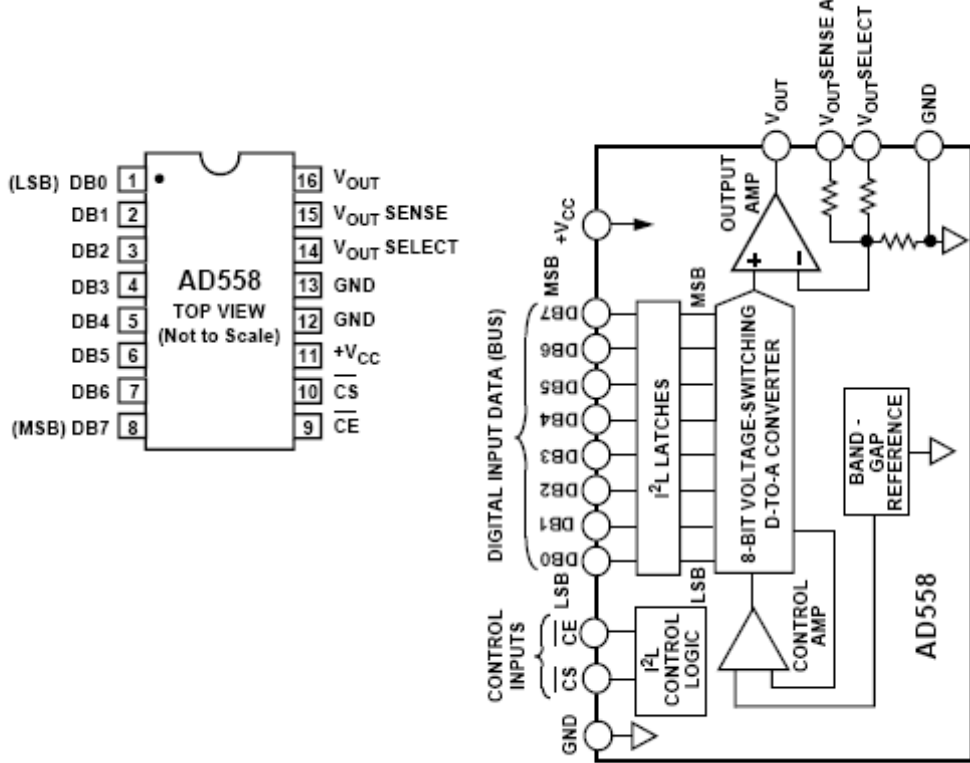 (LSB) DB0 1
DB1 2
DB2 3
DB3 4
DB4 5
DB5 6
DB6 7
(MSB) DB7 8
AD558
TOP VIEW
(Not to Scale)
16 VOUT
15 VOUT SENSE
14 VOUT SELECT
13 GND
12 GND
11 +VCC
10 CS
9 CE
VOUT
VOUT SENSE A
VOUT SELECT
GND
OUTPUT
AMP
+ −
+VCC
DIGITAL INPUT DATA (BUS)
MSB
DB7
DB6
DB5
DB4
DB3
DB2
DB1
DB0
LSB
I2L LATCHES
MSB
LSB
8-BIT VOLTAGE-SWITCHING
D-TO-A CONVERTER
BAND -
GAP
REFERENCE
CONTROL
INPUTS
CE
CS
I2L
CONTROL
LOGIC
CONTROL
AMP
GND
AD558